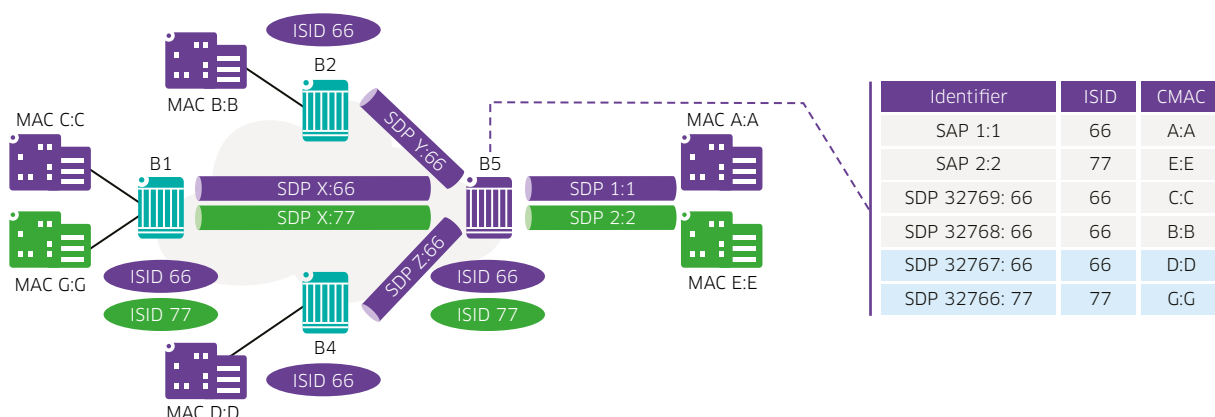 ISID 66
B2
MAC B:B
MAC C:C
B1
MAC G:G
ISID 66
ISID 77
SDP Y:66
SDP X:66
SDP X:77
SDP Z:66
B5
ISID 66
ISID 77
SDP 1:1
SDP 2:2
MAC A:A
MAC E:E
B4
ISID 66
MAC D:D
Identifier ISID CMAC
SAP 1:1 66 A:A
SAP 2:2 77 E:E
SDP 32769: 66 66 C:C
SDP 32768: 66 66 B:B
SDP 32767: 66 66 D:D
SDP 32766: 77 77 G:G